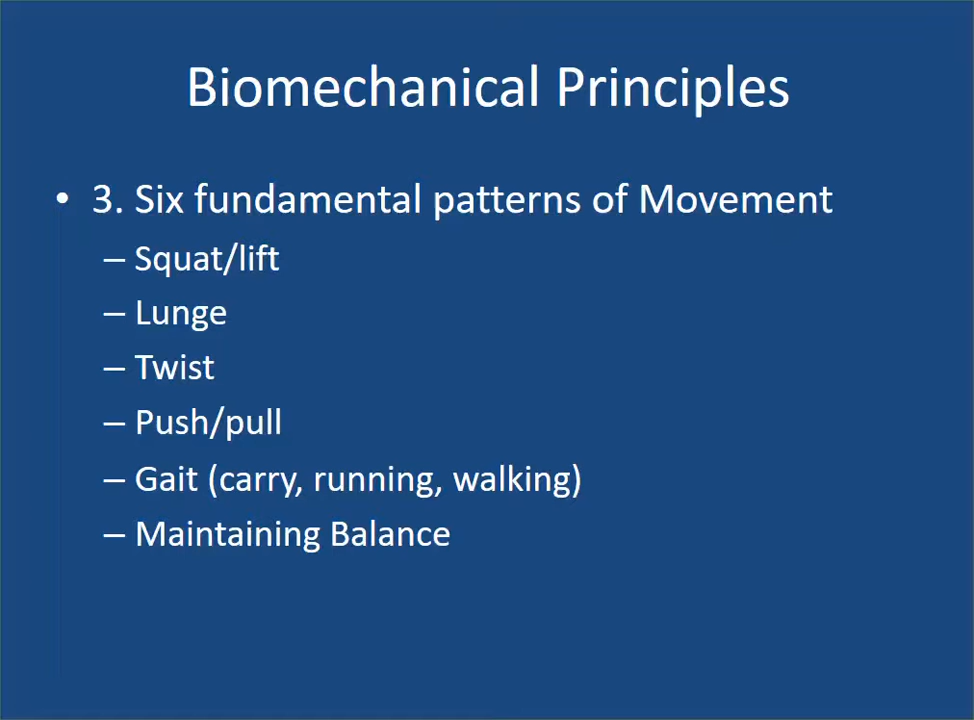 Biomechanical Principles
• 3. Six fundamental patterns of Movement
– Squat/lift
– Lunge
– Twist
– Push/pull
– Gait (carry, running, walking)
– Maintaining Balance